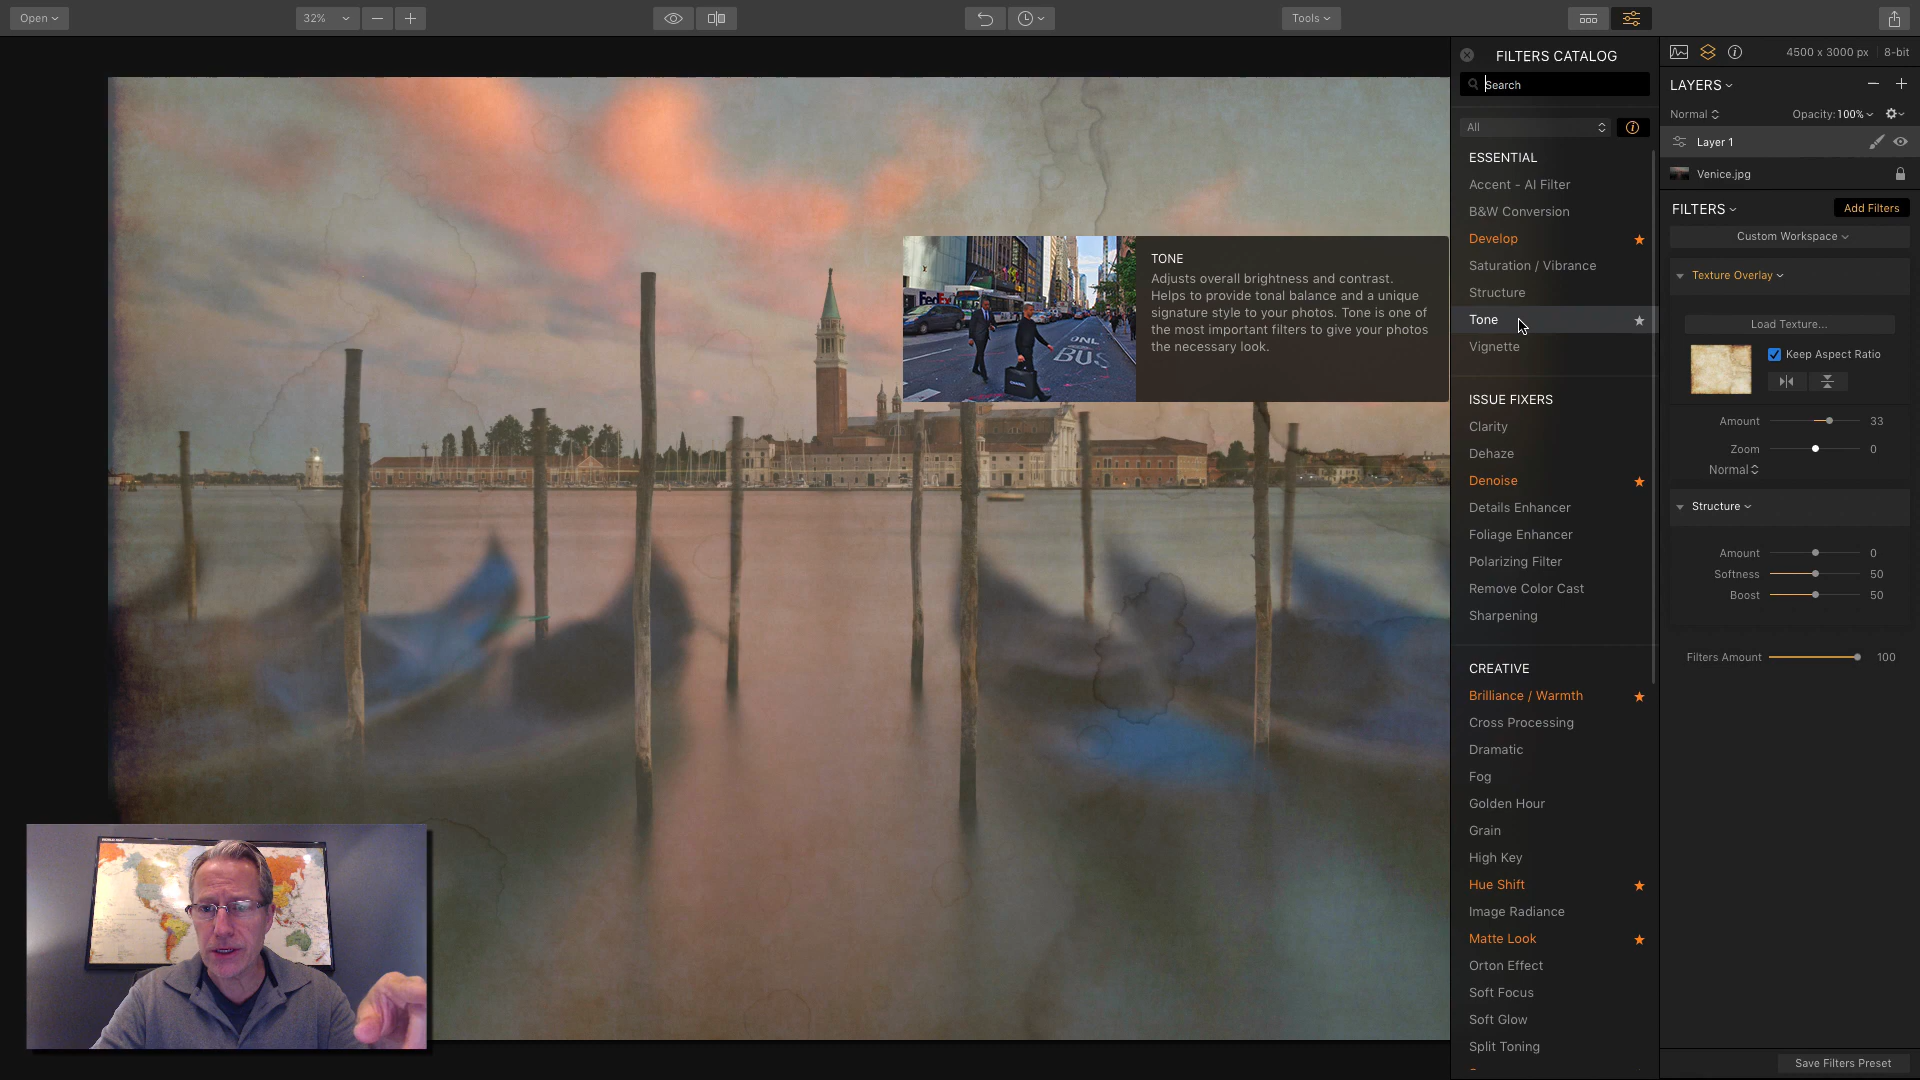 Open
32%
Tools
FILTERS CATALOG
Search
All
ESSENTIAL
Accent - AI Filter
B&W Conversion
Develop
Saturation / Vibrance
Structure
Tone
Vignette
ISSUE FIXERS
Clarity
Dehaze
Denoise
Details Enhancer
Foliage Enhancer
Polarizing Filter
Remove Color Cast
Sharpening
CREATIVE
Brilliance / Warmth
Cross Processing
Dramatic
Fog
Golden Hour
Grain
High Key
Hue Shift
Image Radiance
Matte Look
Orton Effect
Soft Focus
Soft Glow
Split Toning
TONE
Adjusts overall brightness and contrast.
Helps to provide tonal balance and a unique
signature style to your photos. Tone is one of
the most important filters to give your photos
the necessary look.
FedEx
ONL
BUS
CHANEL
4500 x 3000 px 8-bit
LAYERS
Normal Opacity: 100%
Layer 1
Venice.jpg
FILTERS Add Filters
Custom Workspace
Texture Overlay
Load Texture...
Keep Aspect Ratio
Amount 33
Zoom 0
Normal
Structure
Amount 0
Softness 50
Boost 50
Filters Amount 100
Save Filters Preset